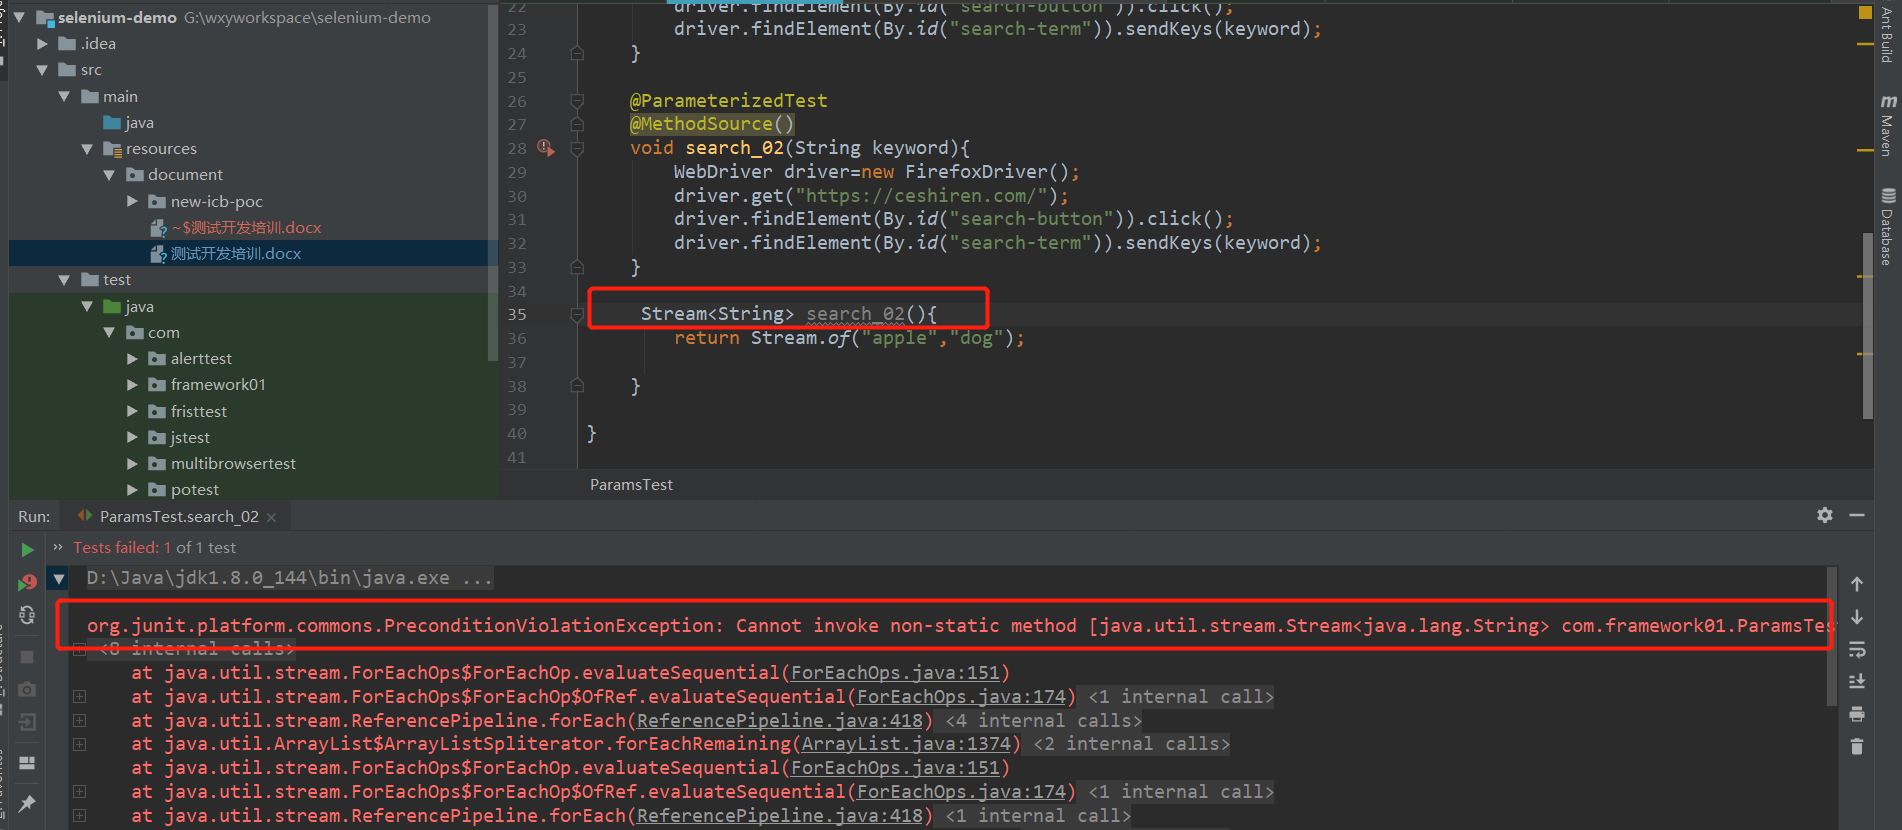 selenium-demo G:\wxyworkspace\selenium-demo
.idea
src
main
java
resources
document
new-icb-poc
~$测试开发培训.docx
测试开发培训.docx
test
java
com
alerttest
framework01
fristtest
jstest
multibrowsertest
potest
22 driver.findElement(By.id("search-button")).click();
23 driver.findElement(By.id("search-term")).sendKeys(keyword);
24 }
25
26 @ParameterizedTest
27 @MethodSource()
28 void search_02(String keyword){
29 WebDriver driver=new FirefoxDriver();
30 driver.get("https://ceshiren.com/");
31 driver.findElement(By.id("search-button")).click();
32 driver.findElement(By.id("search-term")).sendKeys(keyword);
33 }
34
35 Stream<String> search_02(){
36 return Stream.of("apple","dog");
37
38 }
39
40 }
41
ParamsTest
Ant Build
Maven
Database
Run: ParamsTest.search_02
Tests failed: 1 of 1 test
D:\Java\jdk1.8.0_144\bin\java.exe ...
org.junit.platform.commons.PreconditionViolationException: Cannot invoke non-static method [java.util.stream.Stream<java.lang.String> com.framework01.ParamsTes
<8 internal calls>
at java.util.stream.ForEachOps$ForEachOp.evaluateSequential(ForEachOps.java:151)
at java.util.stream.ForEachOps$ForEachOp$OfRef.evaluateSequential(ForEachOps.java:174) <1 internal call>
at java.util.stream.ReferencePipeline.forEach(ReferencePipeline.java:418) <4 internal calls>
at java.util.ArrayList$ArrayListSpliterator.forEachRemaining(ArrayList.java:1374) <2 internal calls>
at java.util.stream.ForEachOps$ForEachOp.evaluateSequential(ForEachOps.java:151)
at java.util.stream.ForEachOps$ForEachOp$OfRef.evaluateSequential(ForEachOps.java:174) <1 internal call>
at java.util.stream.ReferencePipeline.forEach(ReferencePipeline.java:418) <1 internal call>